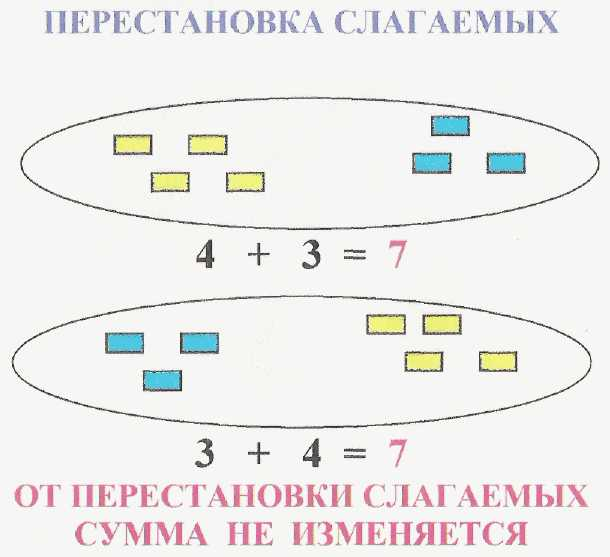 ПЕРЕСТАНОВКА СЛАГАЕМЫХ
4 + 3 = 7
3 + 4 = 7
ОТ ПЕРЕСТАНОВКИ СЛАГАЕМЫХ
СУММА НЕ ИЗМЕНЯЕТСЯ